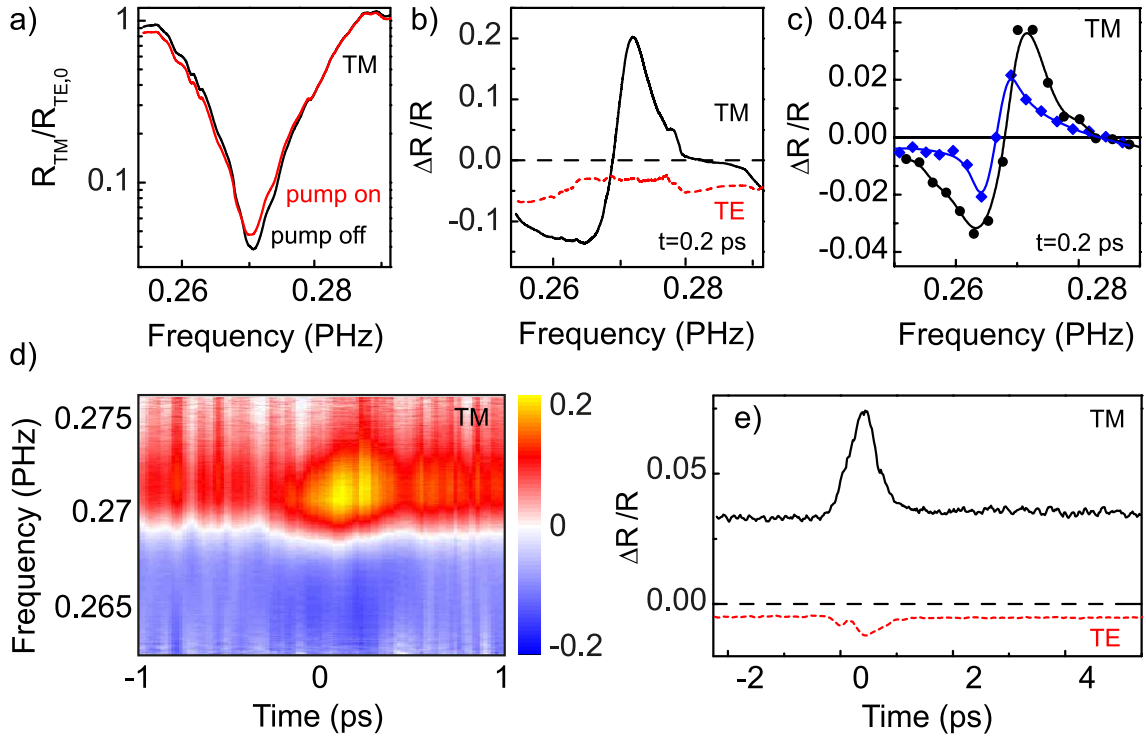 a)
1
0.1
R_TM/R_TE,0
TM
pump on
pump off
0.26 0.28
Frequency (PHz)
b)
0.2
0.1
0.0
-0.1
ΔR/R
TM
TE
t=0.2 ps
0.26 0.28
Frequency (PHz)
c)
0.04
0.02
0.00
-0.02
-0.04
ΔR/R
TM
t=0.2 ps
0.26 0.28
Frequency (PHz)
d)
0.275
0.27
0.265
Frequency (PHz)
TM
0.2
0
-0.2
-1 0 1
Time (ps)
e)
0.05
0.00
ΔR/R
TM
TE
-2 0 2 4
Time (ps)